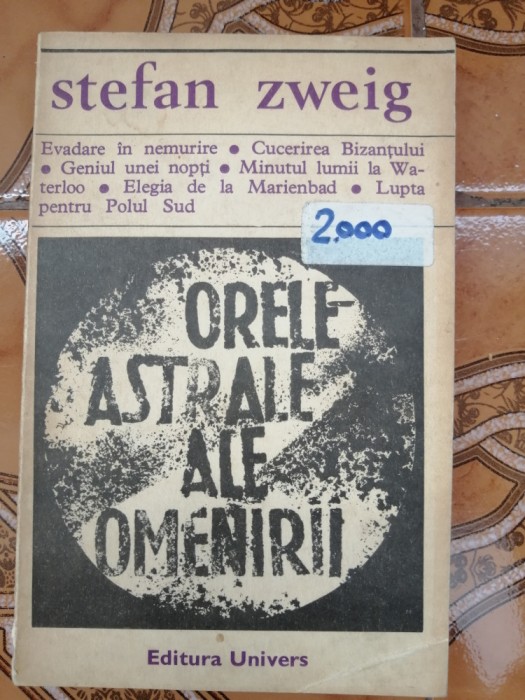 stefan zweig
Evadare în nemurire • Cucerirea Bizanțului
• Geniul unei nopți • Minutul lumii la Wa-
terloo • Elegia de la Marienbad • Lupta
pentru Polul Sud
2.000
ORELE
ASTRALE
ALE
OMENIRII
Editura Univers